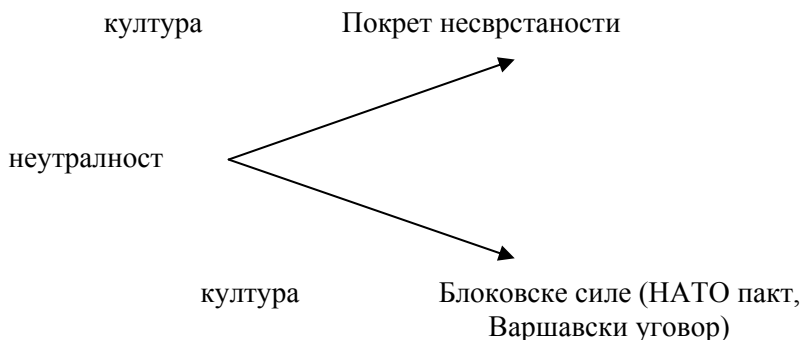 култура Покрет несврстаности
неутралност
култура Блоковске силе (НАТО пакт,
Варшавски уговор)